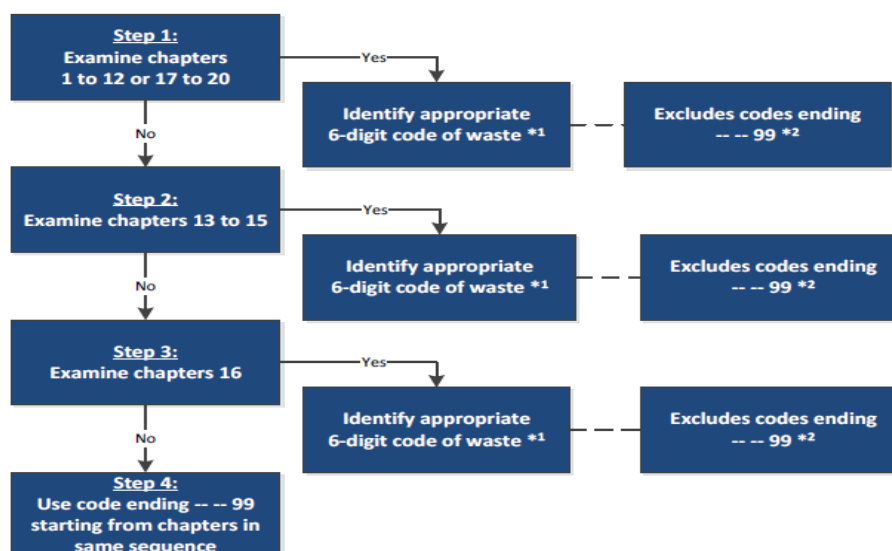 Step 1:
Examine chapters
1 to 12 or 17 to 20
Yes
Identify appropriate
6-digit code of waste *1
Excludes codes ending
-- -- 99 *2
No
Step 2:
Examine chapters 13 to 15
Yes
Identify appropriate
6-digit code of waste *1
Excludes codes ending
-- -- 99 *2
No
Step 3:
Examine chapters 16
Yes
Identify appropriate
6-digit code of waste *1
Excludes codes ending
-- -- 99 *2
No
Step 4:
Use code ending -- -- 99
starting from chapters in
same sequence